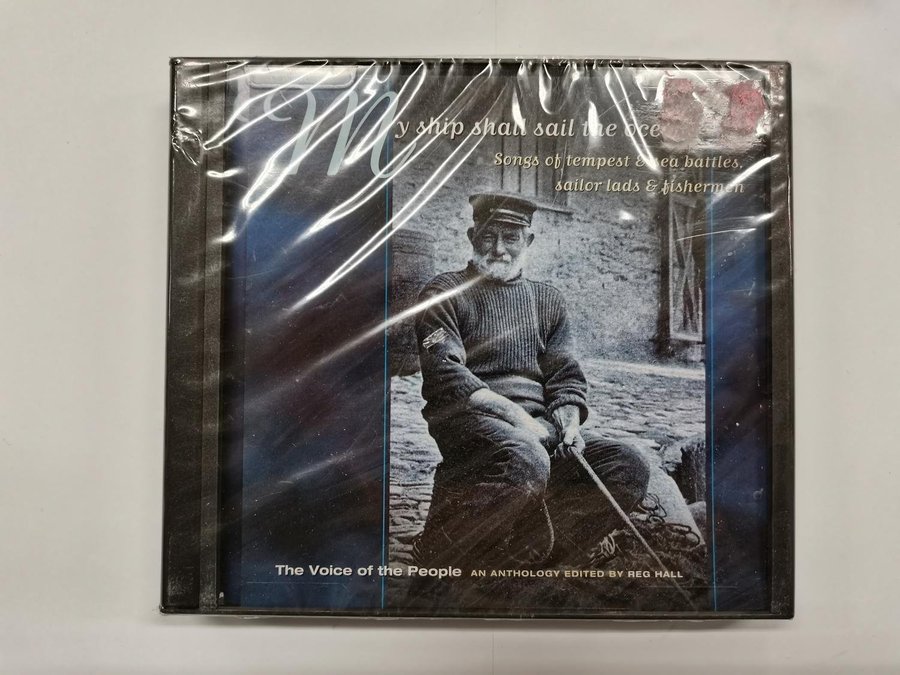 My ship shall sail the oce
Songs of tempest & sea battles,
sailor lads & fishermen
The Voice of the People AN ANTHOLOGY EDITED BY REG HALL